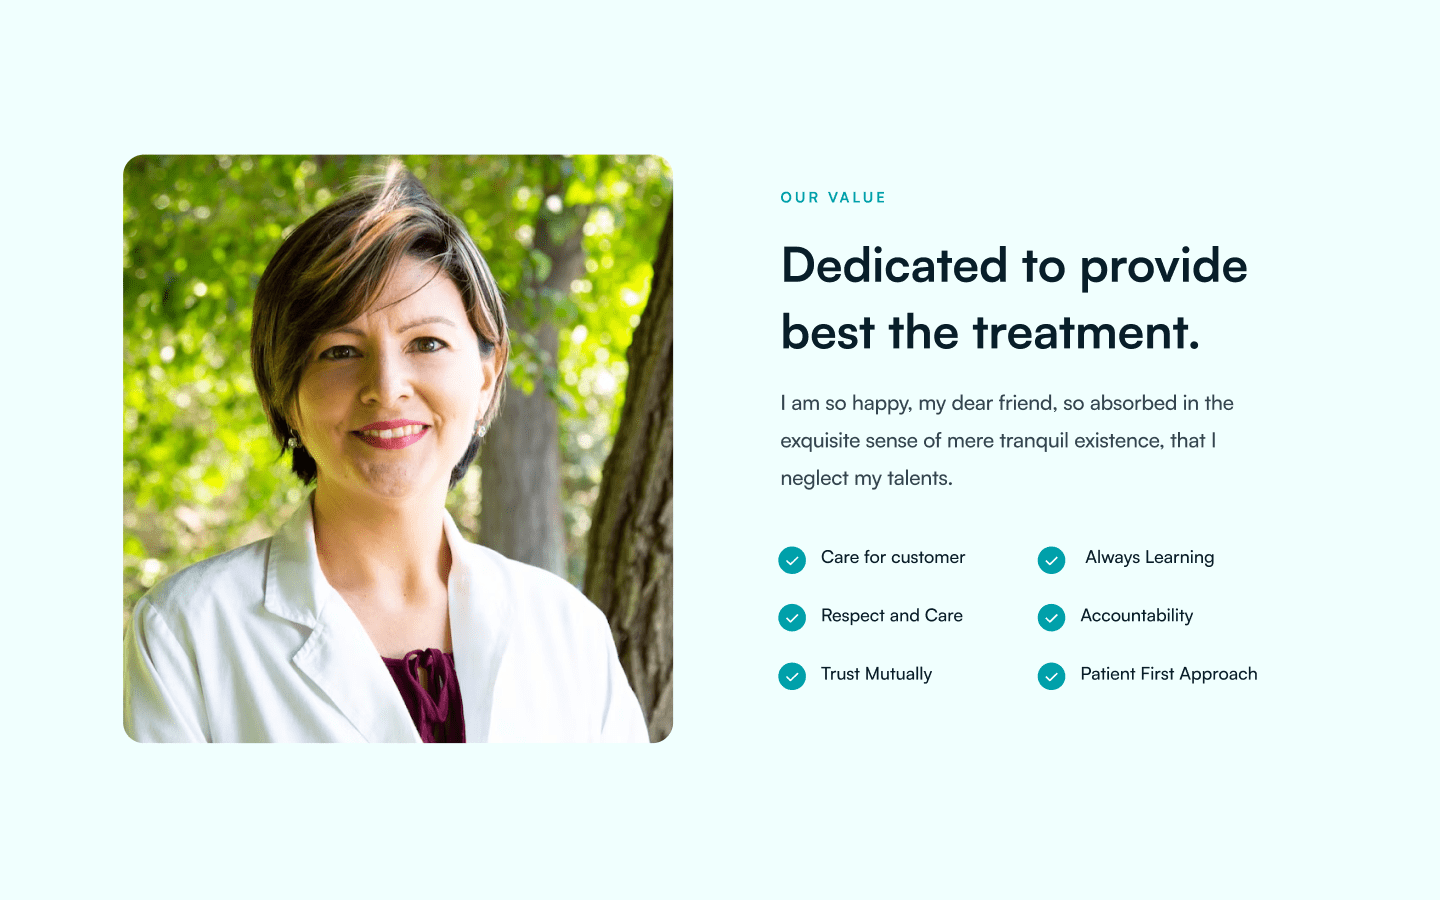 OUR VALUE
Dedicated to provide
best the treatment.
I am so happy, my dear friend, so absorbed in the
exquisite sense of mere tranquil existence, that I
neglect my talents.
Care for customer
Always Learning
Respect and Care
Accountability
Trust Mutually
Patient First Approach